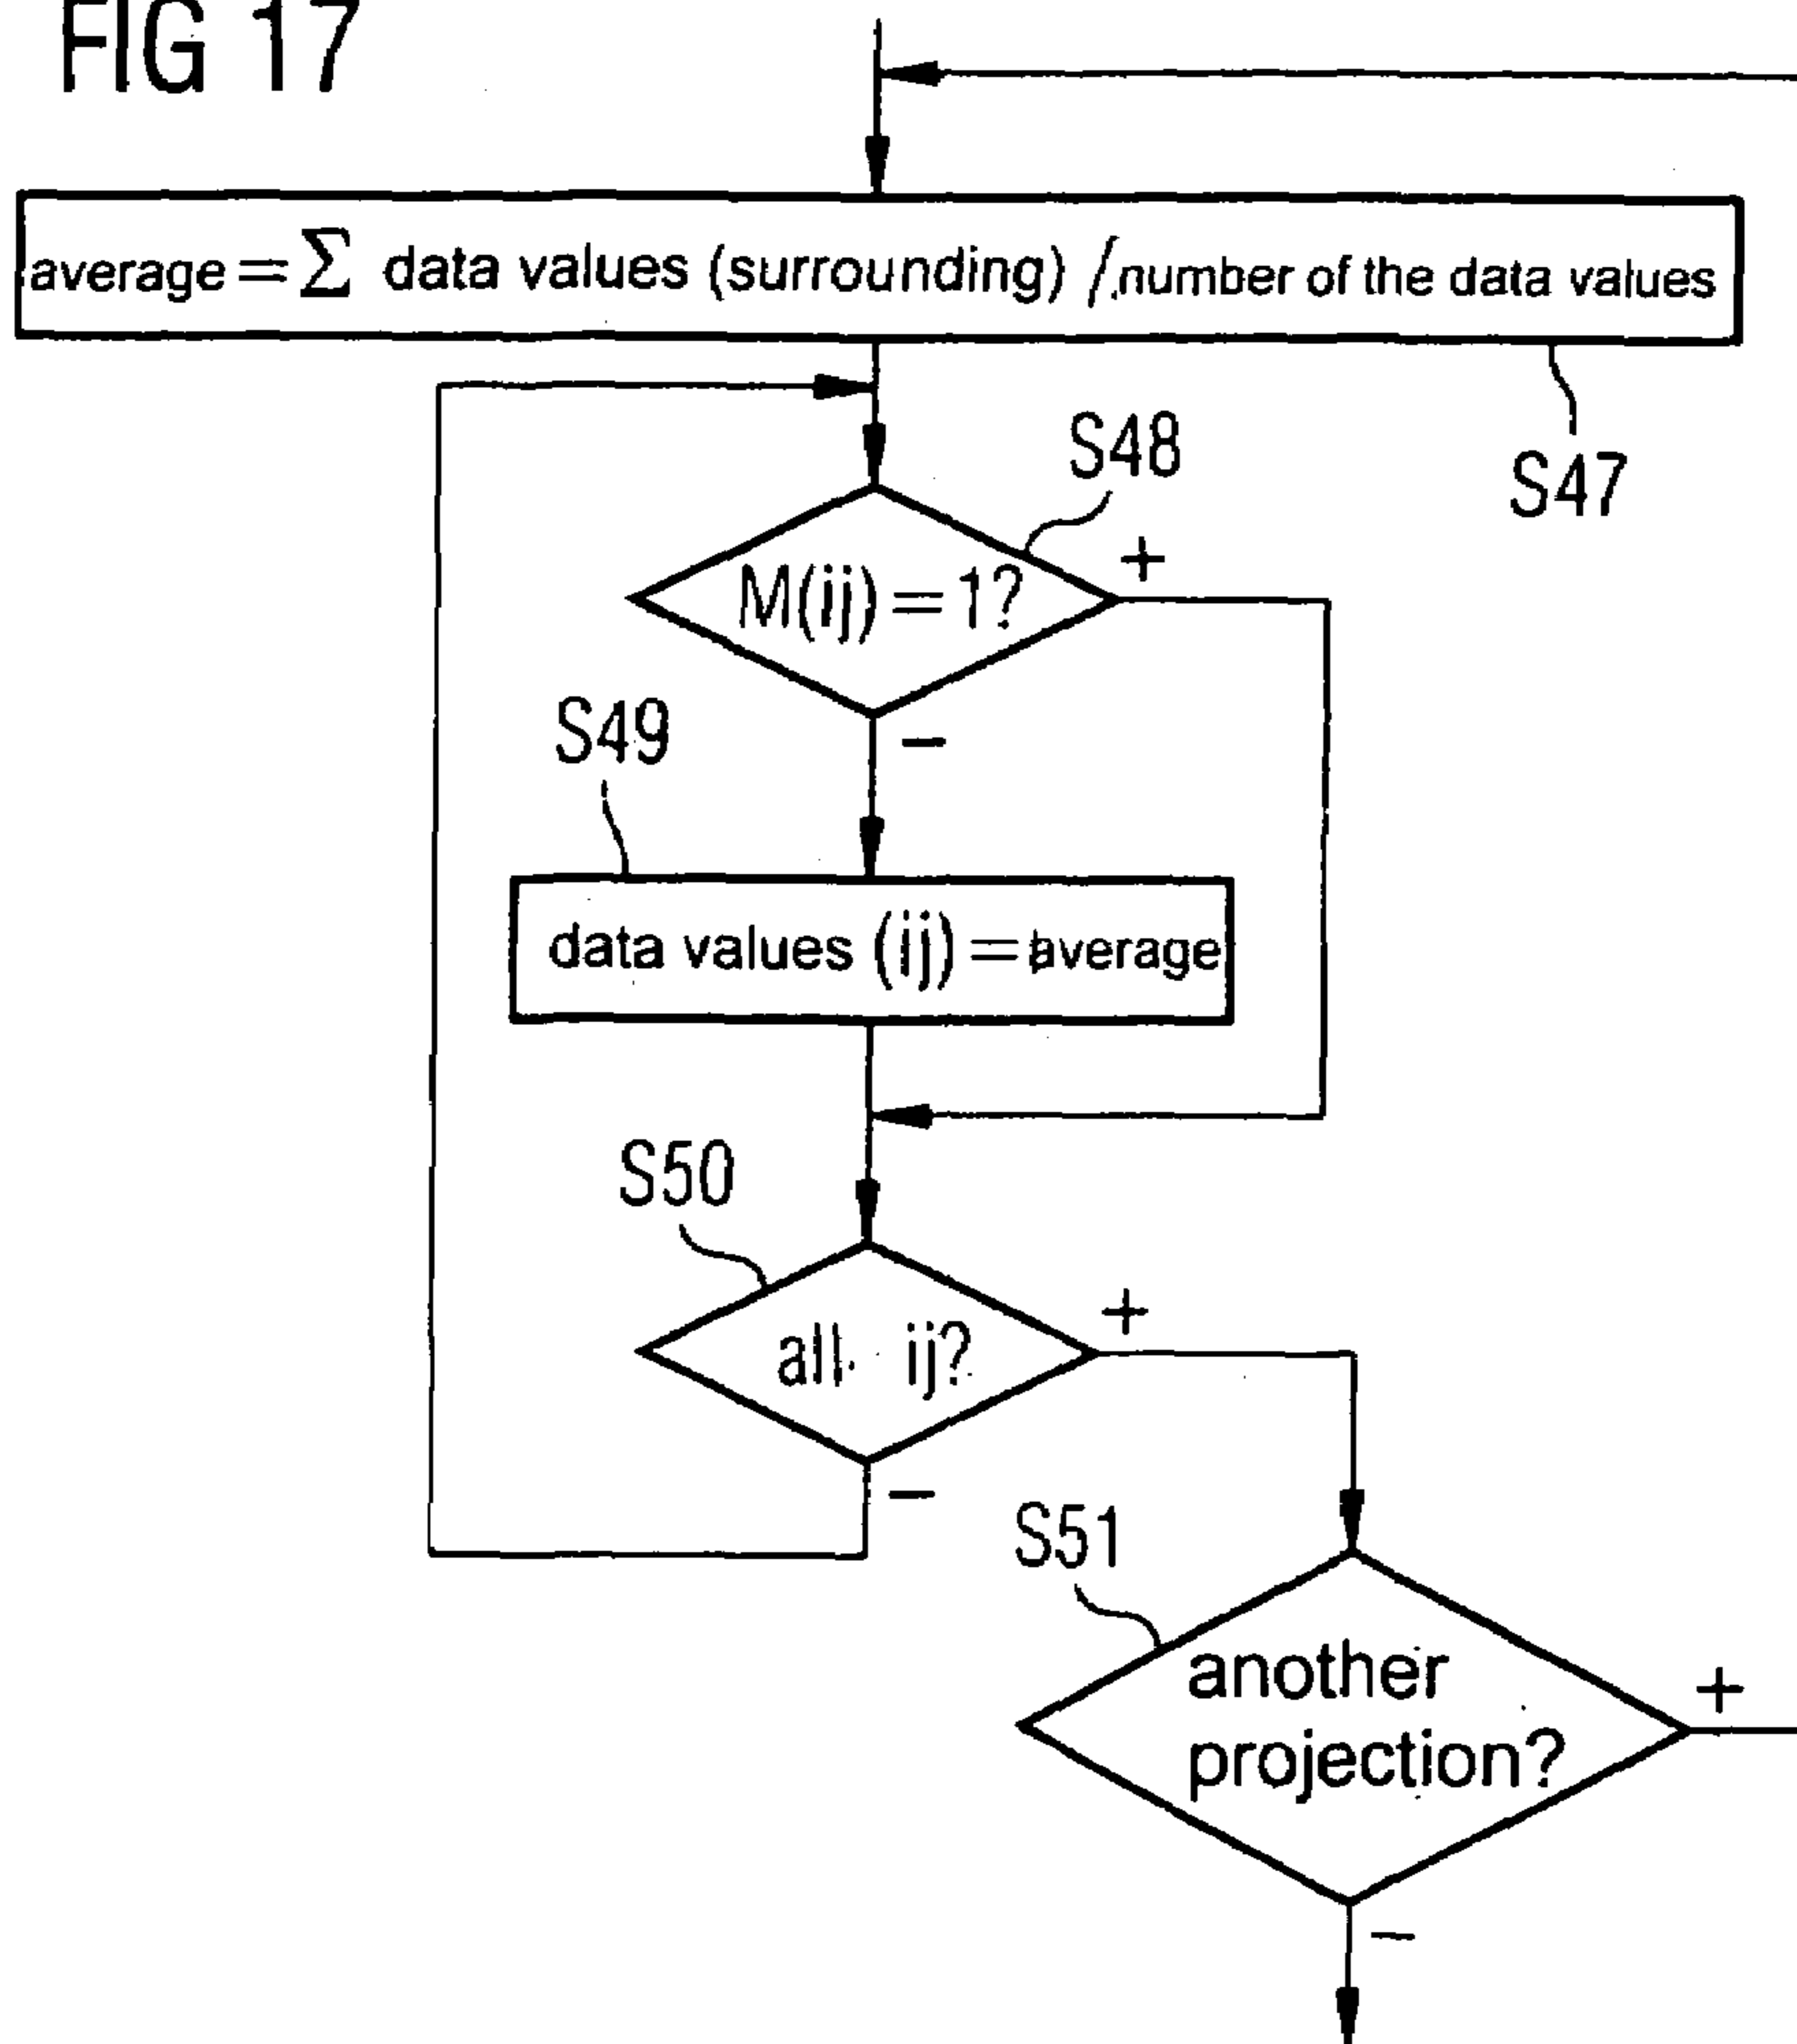 FIG 17
average = Σ data values (surrounding) / number of the data values
S47
S48
M(ij) = 1?
+
−
S49
data values (ij) = average
S50
all ij?
+
−
S51
another
projection?
+
−